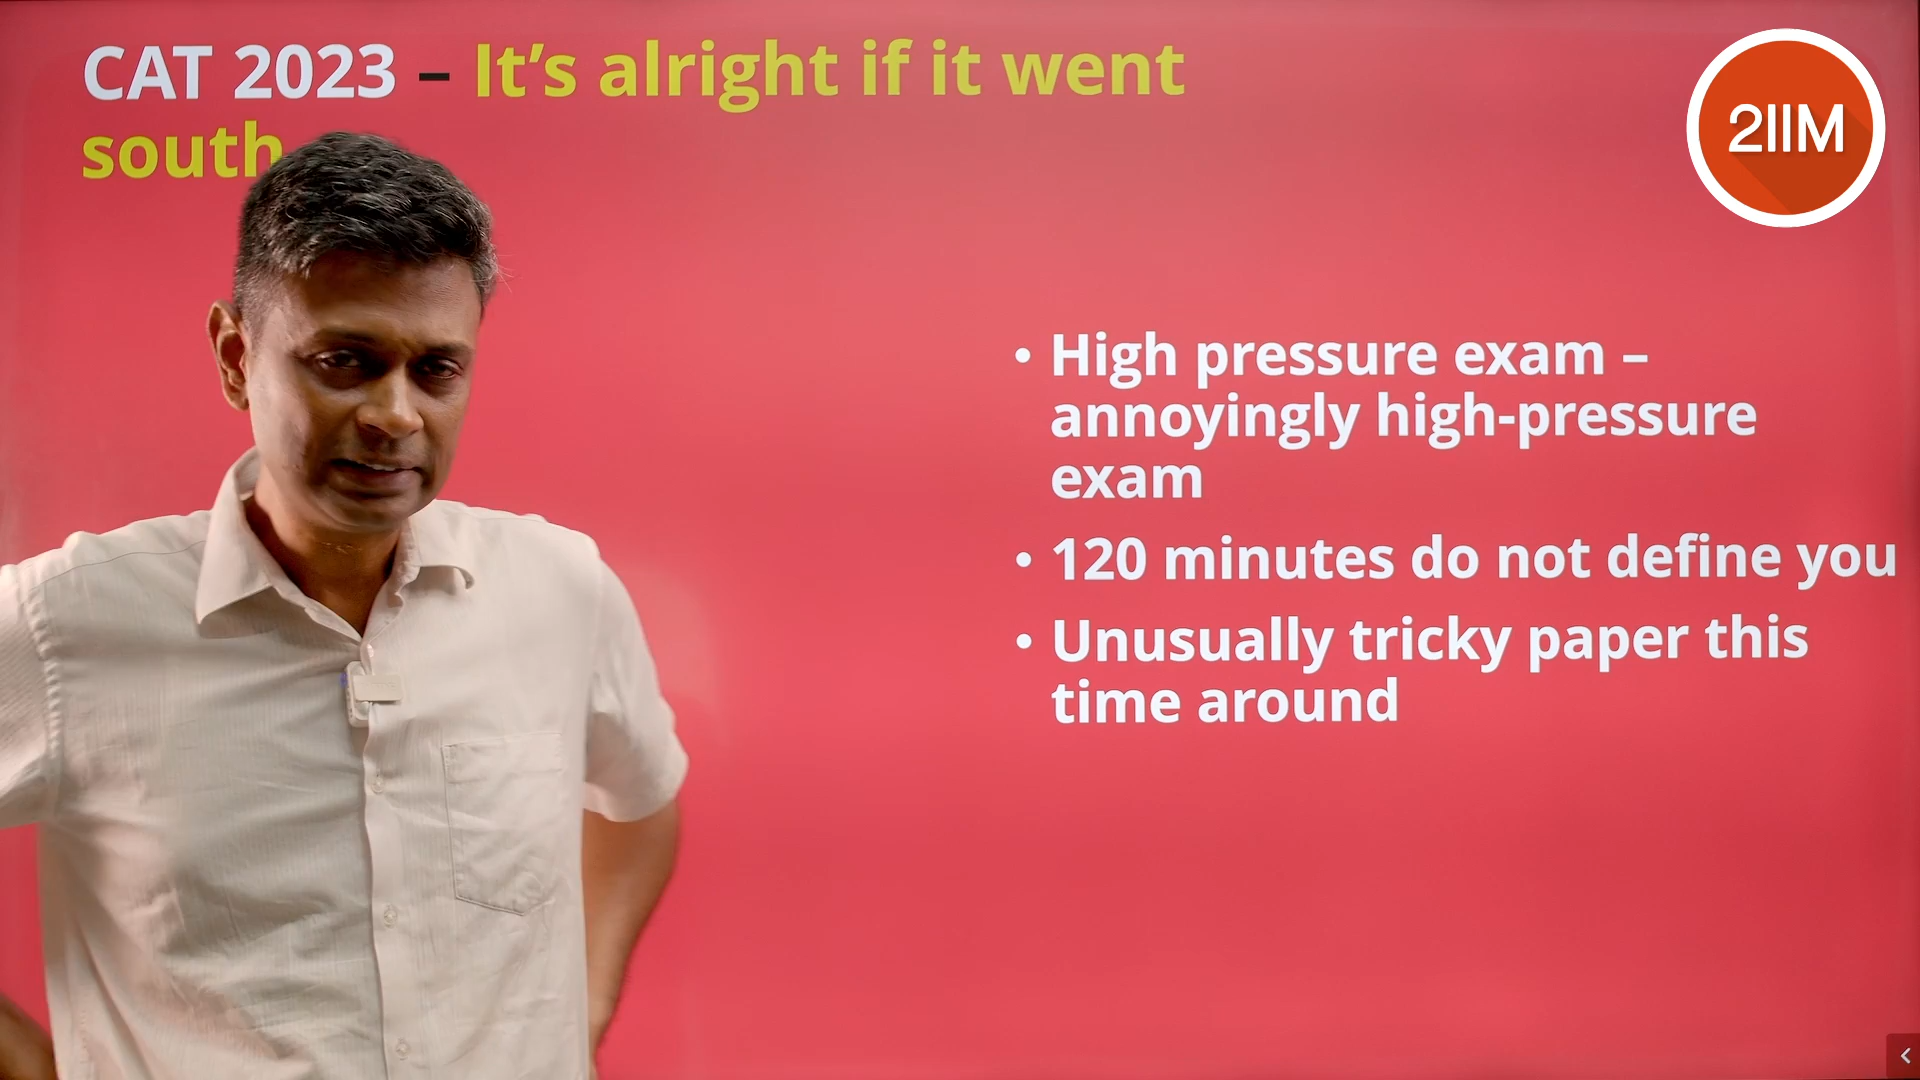 CAT 2023 – It's alright if it went
south
2IIM
• High pressure exam –
annoyingly high-pressure
exam
• 120 minutes do not define you
• Unusually tricky paper this
time around